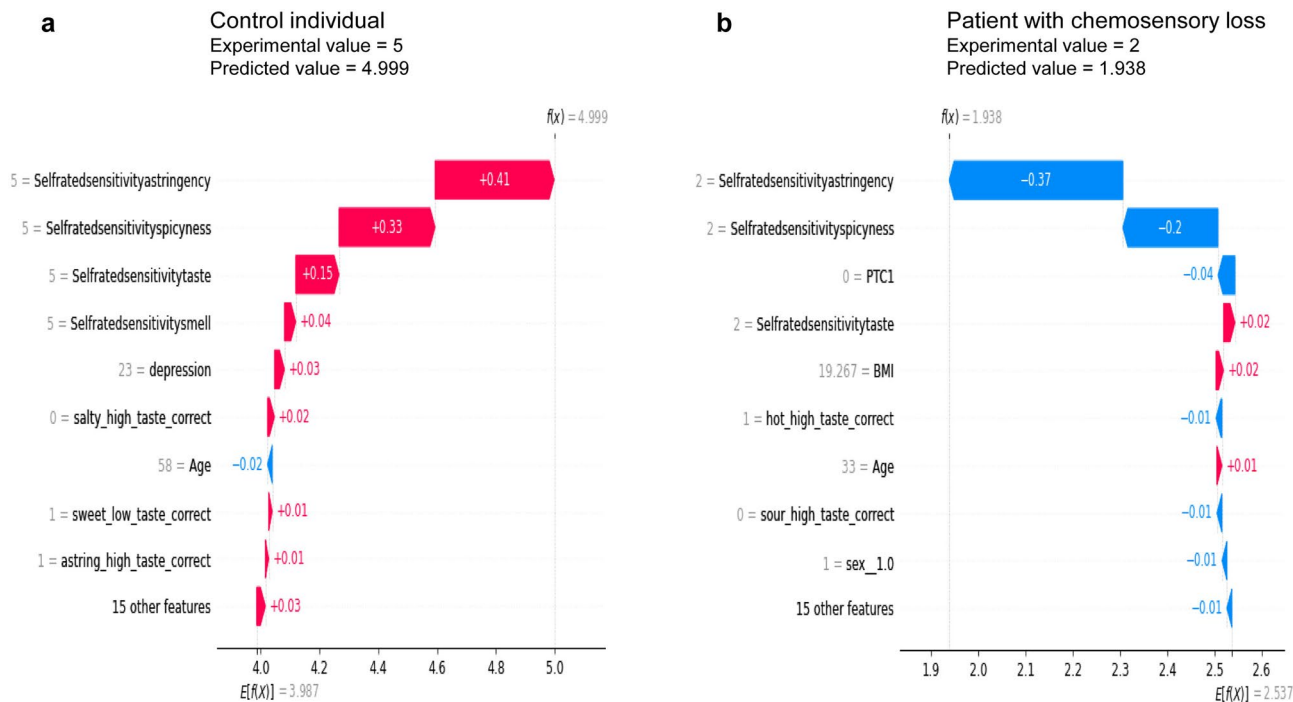 a
Control individual
Experimental value = 5
Predicted value = 4.999
f(x) = 4.999
5 = Selfratedsensitivityastringency
+0.41
5 = Selfratedsensitivityspicyness
+0.33
5 = Selfratedsensitivitytaste
+0.15
5 = Selfratedsensitivitysmell
+0.04
23 = depression
+0.03
0 = salty_high_taste_correct
+0.02
58 = Age
−0.02
1 = sweet_low_taste_correct
+0.01
1 = astring_high_taste_correct
+0.01
15 other features
+0.03
4.0 4.2 4.4 4.6 4.8 5.0
E[f(X)] = 3.987
b
Patient with chemosensory loss
Experimental value = 2
Predicted value = 1.938
f(x) = 1.938
2 = Selfratedsensitivityastringency
−0.37
2 = Selfratedsensitivityspicyness
−0.2
0 = PTC1
−0.04
2 = Selfratedsensitivitytaste
+0.02
19.267 = BMI
+0.02
1 = hot_high_taste_correct
−0.01
33 = Age
+0.01
0 = sour_high_taste_correct
−0.01
1 = sex__1.0
−0.01
15 other features
−0.01
1.9 2.0 2.1 2.2 2.3 2.4 2.5 2.6
E[f(X)] = 2.537